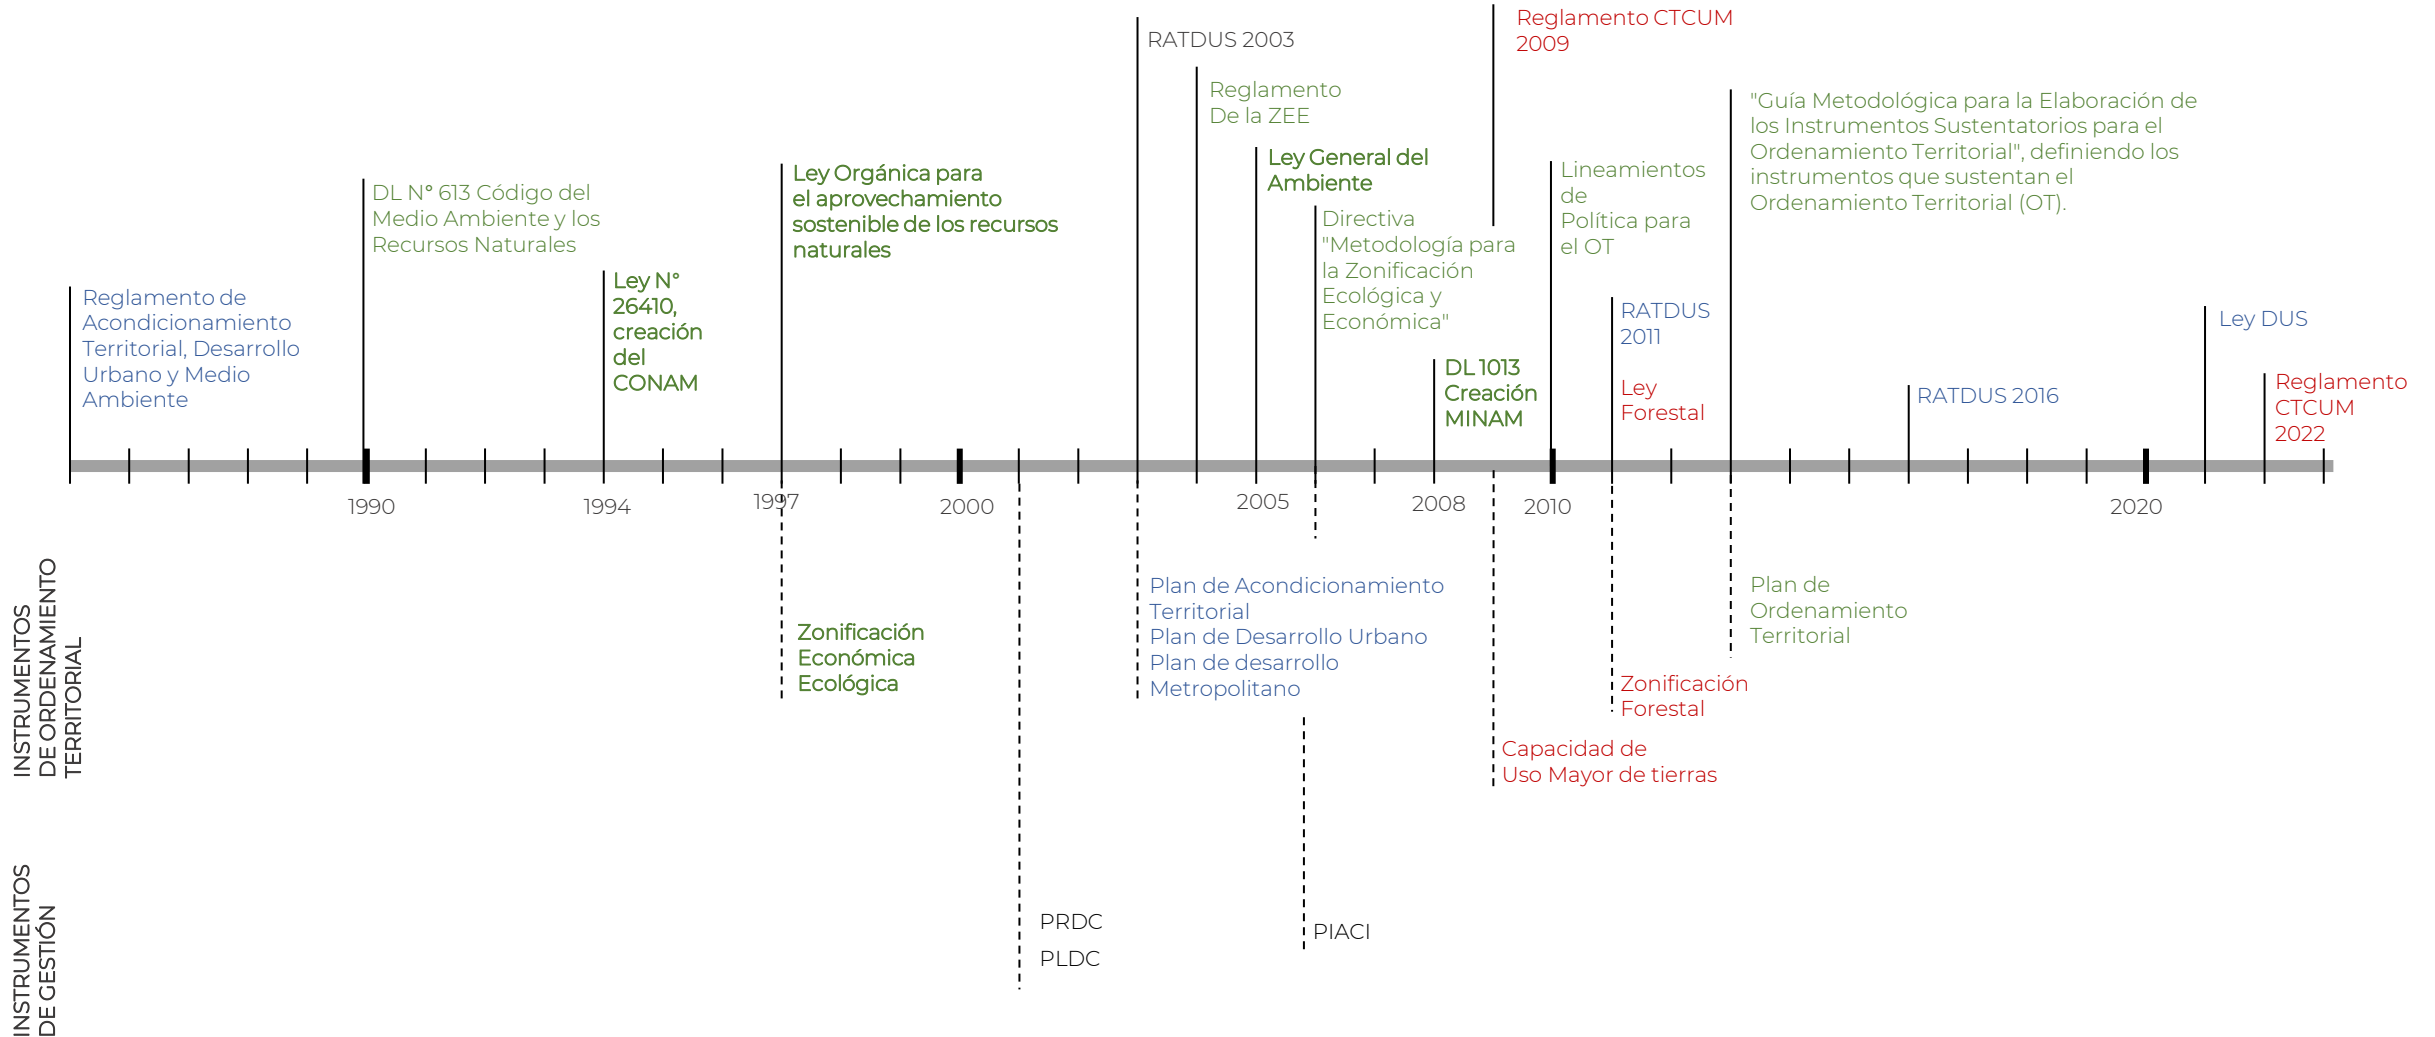 Reglamento de
Acondicionamiento
Territorial, Desarrollo
Urbano y Medio
Ambiente
DL N° 613 Código del
Medio Ambiente y los
Recursos Naturales
Ley N°
26410,
creación
del
CONAM
Ley Orgánica para
el aprovechamiento
sostenible de los recursos
naturales
RATDUS 2003
Reglamento
De la ZEE
Ley General del
Ambiente
Directiva
"Metodología para
la Zonificación
Ecológica y
Económica"
DL 1013
Creación
MINAM
Reglamento CTCUM
2009
Lineamientos
de
Política para
el OT
RATDUS
2011
Ley
Forestal
"Guía Metodológica para la Elaboración de
los Instrumentos Sustentatorios para el
Ordenamiento Territorial", definiendo los
instrumentos que sustentan el
Ordenamiento Territorial (OT).
RATDUS 2016
Ley DUS
Reglamento
CTCUM
2022
1990
1994
1997
2000
2005
2008
2010
2020
INSTRUMENTOS
DE ORDENAMIENTO
TERRITORIAL
Zonificación
Económica
Ecológica
Plan de Acondicionamiento
Territorial
Plan de Desarrollo Urbano
Plan de desarrollo
Metropolitano
Capacidad de
Uso Mayor de tierras
Zonificación
Forestal
Plan de
Ordenamiento
Territorial
INSTRUMENTOS
DE GESTIÓN
PRDC
PLDC
PIACI